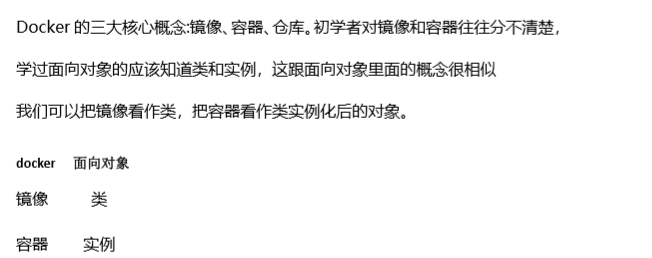 Docker 的三大核心概念:镜像、容器、仓库。初学者对镜像和容器往往分不清楚，
学过面向对象的应该知道类和实例，这跟面向对象里面的概念很相似
我们可以把镜像看作类，把容器看作类实例化后的对象。
docker 面向对象
镜像 类
容器 实例